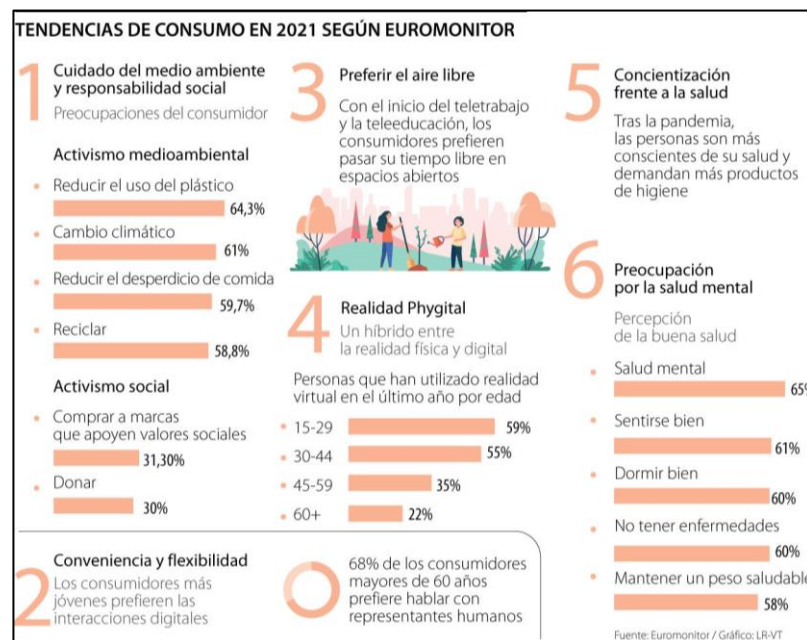 TENDENCIAS DE CONSUMO EN 2021 SEGÚN EUROMONITOR
1
Cuidado del medio ambiente
y responsabilidad social
Preocupaciones del consumidor
Activismo medioambiental
Reducir el uso del plástico
64,3%
Cambio climático
61%
Reducir el desperdicio de comida
59,7%
Reciclar
58,8%
Activismo social
Comprar a marcas
que apoyen valores sociales
31,30%
Donar
30%
2
Conveniencia y flexibilidad
Los consumidores más
jóvenes prefieren las
interacciones digitales
68% de los consumidores
mayores de 60 años
prefiere hablar con
representantes humanos
3
Preferir el aire libre
Con el inicio del teletrabajo
y la teleeducación, los
consumidores prefieren
pasar su tiempo libre en
espacios abiertos
4
Realidad Phygital
Un híbrido entre
la realidad física y digital
Personas que han utilizado realidad
virtual en el último año por edad
15-29 59%
30-44 55%
45-59 35%
60+ 22%
5
Concientización
frente a la salud
Tras la pandemia,
las personas son más
conscientes de su salud y
demandan más productos
de higiene
6
Preocupación
por la salud mental
Percepción
de la buena salud
Salud mental
65%
Sentirse bien
61%
Dormir bien
60%
No tener enfermedades
60%
Mantener un peso saludable
58%
Fuente: Euromonitor / Gráfico: LR-VT